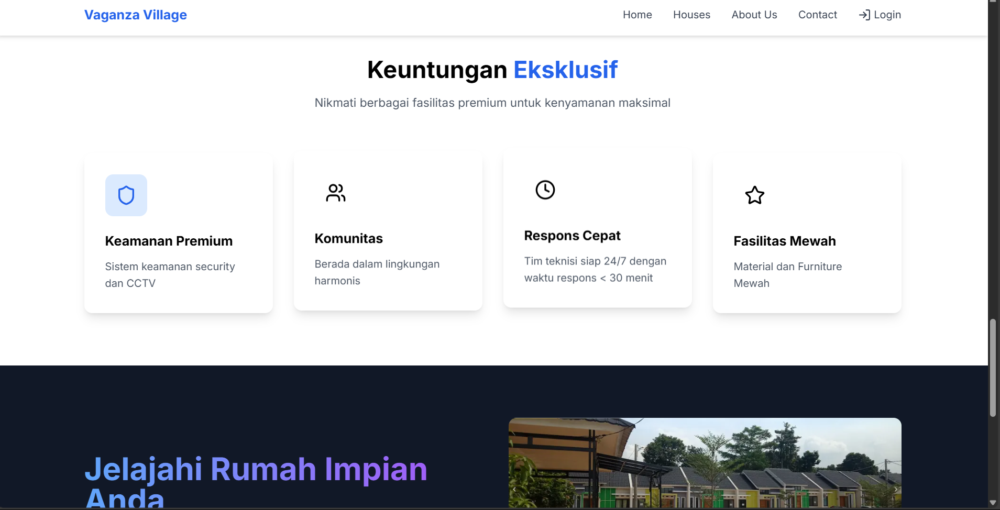 Vaganza Village
Home
Houses
About Us
Contact
Login
Keuntungan Eksklusif
Nikmati berbagai fasilitas premium untuk kenyamanan maksimal
Keamanan Premium
Sistem keamanan security
dan CCTV
Komunitas
Berada dalam lingkungan
harmonis
Respons Cepat
Tim teknisi siap 24/7 dengan
waktu respons < 30 menit
Fasilitas Mewah
Material dan Furniture
Mewah
Jelajahi Rumah Impian
Anda